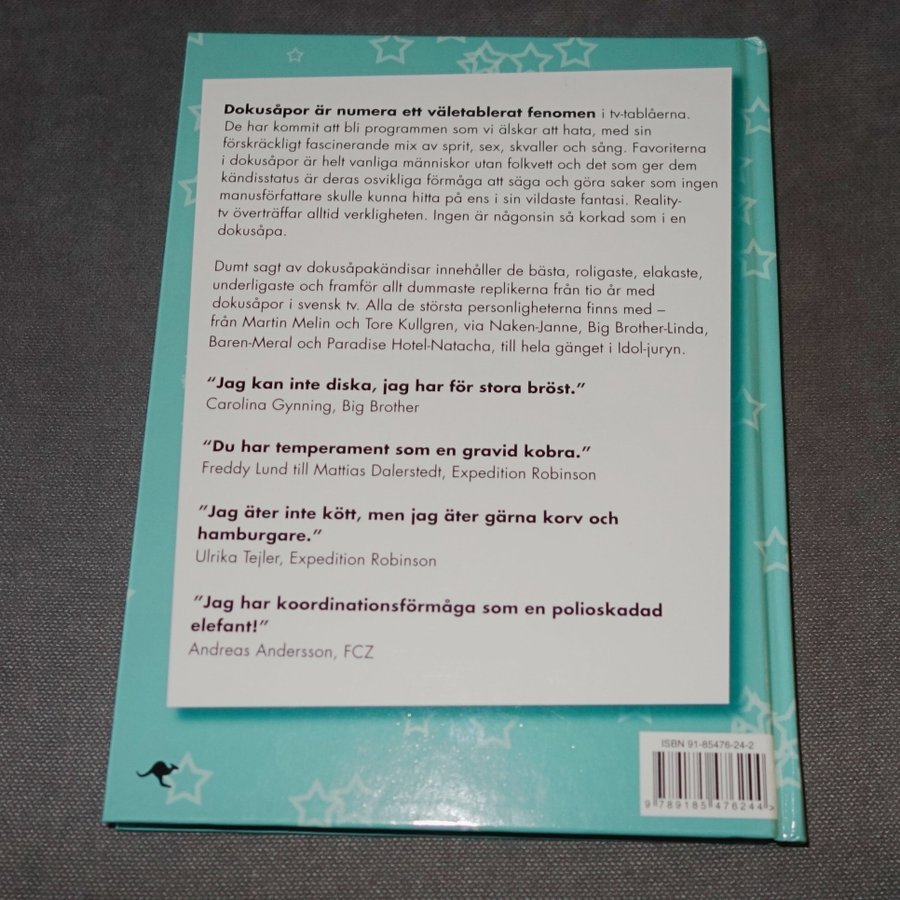 Dokusåpor är numera ett väletablerat fenomen i tv-tablåerna.
De har kommit att bli programmen som vi älskar att hata, med sin
förskräckligt fascinerande mix av sprit, sex, skvaller och sång. Favoriterna
i dokusåpor är helt vanliga människor utan folkvett och det som ger dem
kändisstatus är deras osvikliga förmåga att säga och göra saker som ingen
manusförfattare skulle kunna hitta på ens i sin vildaste fantasi. Reality-
tv överträffar alltid verkligheten. Ingen är någonsin så korkad som i en
dokusåpa.
Dumt sagt av dokusåpakändisar innehåller de bästa, roligaste, elakaste,
underligaste och framför allt dummaste replikerna från tio år med
dokusåpor i svensk tv. Alla de största personligheterna finns med –
från Martin Melin och Tore Kullgren, via Naken-Janne, Big Brother-Linda,
Baren-Meral och Paradise Hotel-Natacha, till hela gänget i Idol-juryn.
”Jag kan inte diska, jag har för stora bröst.”
Carolina Gynning, Big Brother
”Du har temperament som en gravid kobra.”
Freddy Lund till Mattias Dalerstedt, Expedition Robinson
”Jag äter inte kött, men jag äter gärna korv och
hamburgare.”
Ulrika Tejler, Expedition Robinson
”Jag har koordinationsförmåga som en polioskadad
elefant!”
Andreas Andersson, FCZ
ISBN 91-85476-24-2
9 789185 476244 >